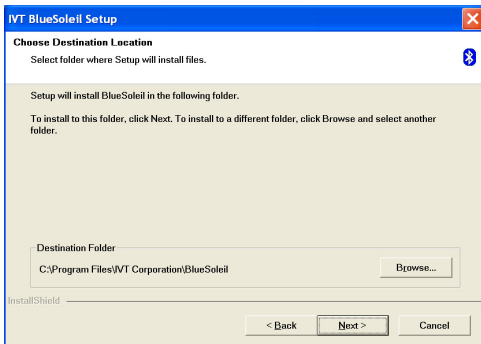 IVT BlueSoleil Setup
Choose Destination Location
Select folder where Setup will install files.
Setup will install BlueSoleil in the following folder.
To install to this folder, click Next. To install to a different folder, click Browse and select another
folder.
Destination Folder
C:\Program Files\IVT Corporation\BlueSoleil
Browse...
InstallShield
< Back
Next >
Cancel